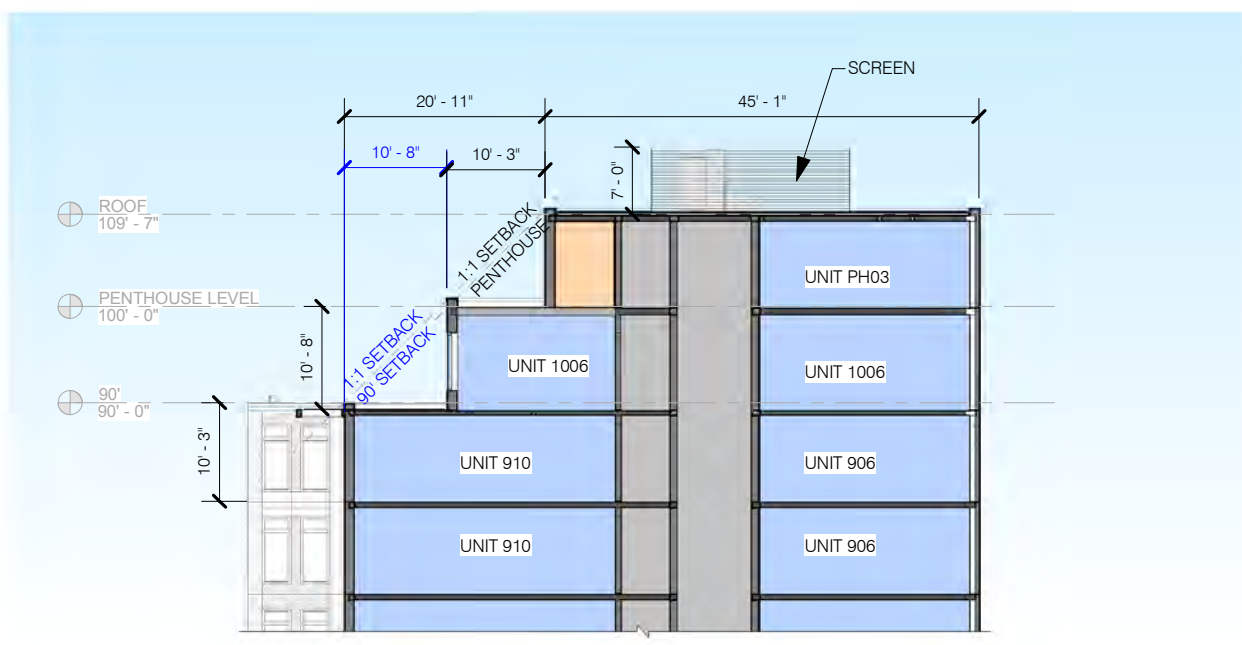 SCREEN
20' - 11"
45' - 1"
10' - 8"
10' - 3"
7' - 0"
ROOF
109' - 7"
1:1 SETBACK
PENTHOUSE
UNIT PH03
PENTHOUSE LEVEL
100' - 0"
10' - 8"
1:1 SETBACK
90' SETBACK
UNIT 1006
UNIT 1006
90'
90' - 0"
10' - 3"
UNIT 910
UNIT 906
UNIT 910
UNIT 906